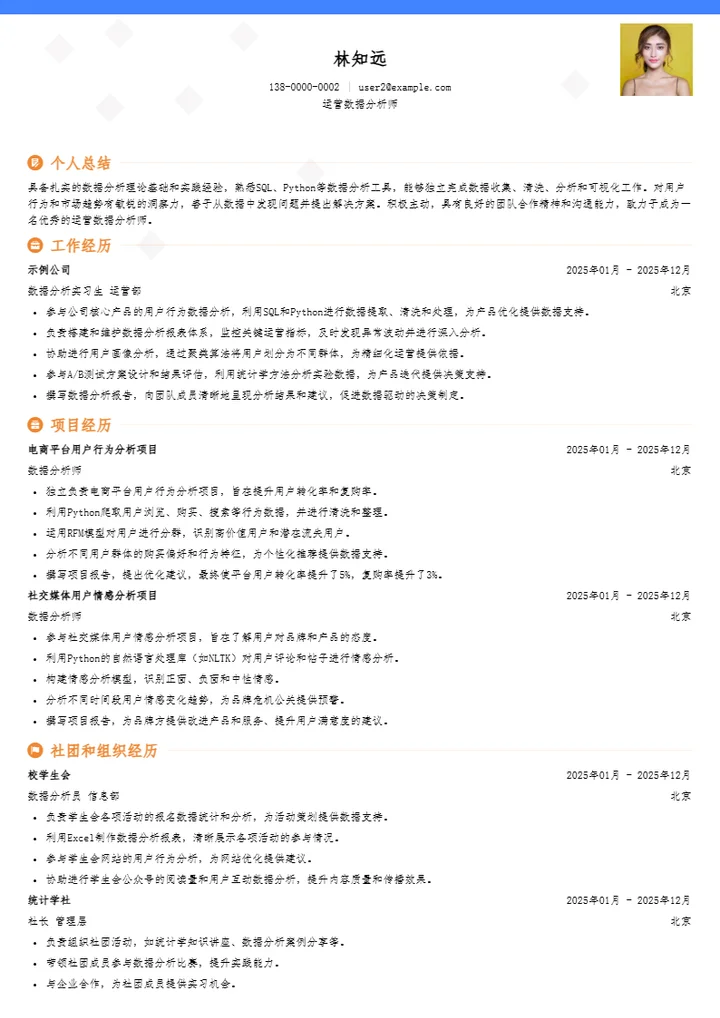 林知远
138-0000-0002 | user2@example.com
运营数据分析师
个人总结
具备扎实的数据分析理论基础和实践经验，熟悉SQL、Python等数据分析工具，能够独立完成数据收集、清洗、分析和可视化工作。对用户
行为和市场趋势有敏锐的洞察力，善于从数据中发现问题并提出解决方案。积极主动，具有良好的团队合作精神和沟通能力，致力于成为一
名优秀的运营数据分析师。
工作经历
示例公司 2025年01月 - 2025年12月
数据分析实习生 运营部 北京
• 参与公司核心产品的用户行为数据分析，利用SQL和Python进行数据提取、清洗和处理，为产品优化提供数据支持。
• 负责搭建和维护数据分析报表体系，监控关键运营指标，及时发现异常波动并进行深入分析。
• 协助进行用户画像分析，通过聚类算法将用户划分为不同群体，为精细化运营提供依据。
• 参与A/B测试方案设计和结果评估，利用统计学方法分析实验数据，为产品迭代提供决策支持。
• 撰写数据分析报告，向团队成员清晰地呈现分析结果和建议，促进数据驱动的决策制定。
项目经历
电商平台用户行为分析项目 2025年01月 - 2025年12月
数据分析师 北京
• 独立负责电商平台用户行为分析项目，旨在提升用户转化率和复购率。
• 利用Python爬取用户浏览、购买、搜索等行为数据，并进行清洗和整理。
• 运用RFM模型对用户进行分群，识别高价值用户和潜在流失用户。
• 分析不同用户群体的购买偏好和行为特征，为个性化推荐提供数据支持。
• 撰写项目报告，提出优化建议，最终使平台用户转化率提升了5%，复购率提升了3%。
社交媒体用户情感分析项目 2025年01月 - 2025年12月
数据分析师 北京
• 参与社交媒体用户情感分析项目，旨在了解用户对品牌和产品的态度。
• 利用Python的自然语言处理库（如NLTK）对用户评论和帖子进行情感分析。
• 构建情感分析模型，识别正面、负面和中性情感。
• 分析不同时间段用户情感变化趋势，为品牌危机公关提供预警。
• 撰写项目报告，为品牌方提供改进产品和服务、提升用户满意度的建议。
社团和组织经历
校学生会 2025年01月 - 2025年12月
数据分析员 信息部 北京
• 负责学生会各项活动的报名数据统计和分析，为活动策划提供数据支持。
• 利用Excel制作数据分析报表，清晰展示各项活动的参与情况。
• 参与学生会网站的用户行为分析，为网站优化提供建议。
• 协助进行学生会公众号的阅读量和用户互动数据分析，提升内容质量和传播效果。
统计学社 2025年01月 - 2025年12月
社长 管理层 北京
• 负责组织社团活动，如统计学知识讲座、数据分析案例分享等。
• 带领社团成员参与数据分析比赛，提升实践能力。
• 与企业合作，为社团成员提供实习机会。